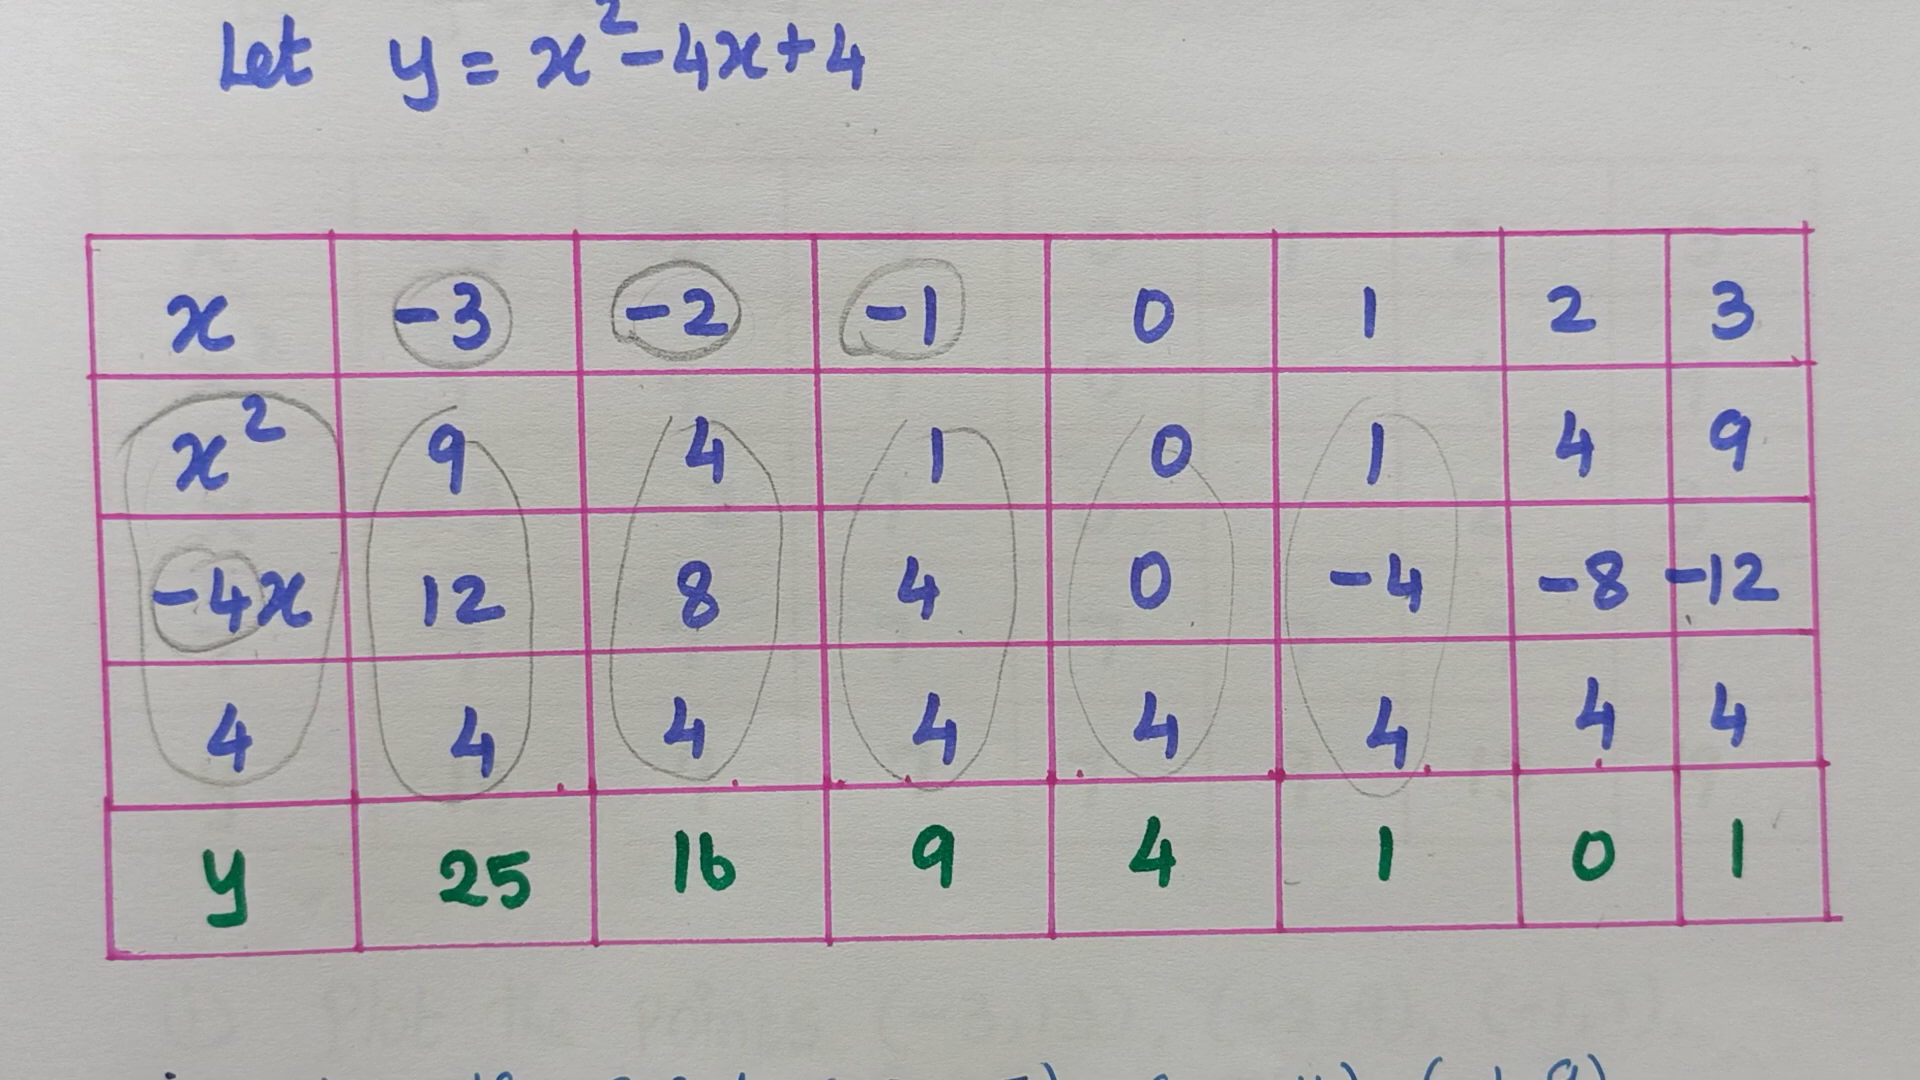 Let y = x² - 4x + 4
x -3 -2 -1 0 1 2 3
x² 9 4 1 0 1 4 9
-4x 12 8 4 0 -4 -8 -12
4 4 4 4 4 4 4 4
y 25 16 9 4 1 0 1